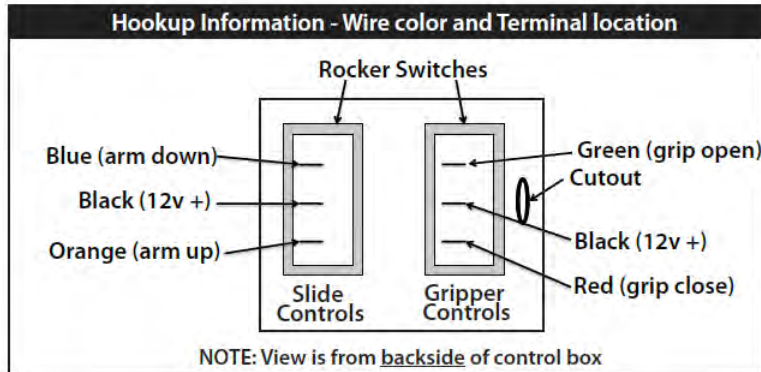 Hookup Information - Wire color and Terminal location
Rocker Switches
Blue (arm down)
Black (12v +)
Orange (arm up)
Green (grip open)
Cutout
Black (12v +)
Red (grip close)
Slide
Controls
Gripper
Controls
NOTE: View is from backside of control box